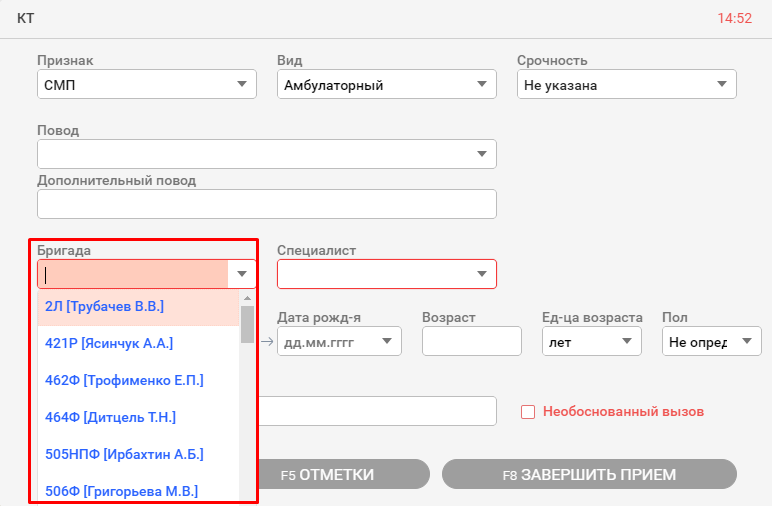 КТ 14:52
Признак Вид Срочность
СМП Амбулаторный Не указана
Повод
Дополнительный повод
Бригада Специалист
2Л [Трубачев В.В.]
Дата рожд-я Возраст Ед-ца возраста Пол
421Р [Ясинчук А.А.] дд.мм.гггг лет Не опред
462Ф [Трофименко Е.П.]
464Ф [Дитцель Т.Н.] Необоснованный вызов
505НПФ [Ирбахтин А.Б.]
F5 ОТМЕТКИ F8 ЗАВЕРШИТЬ ПРИЕМ
506Ф [Григорьева М.В.]